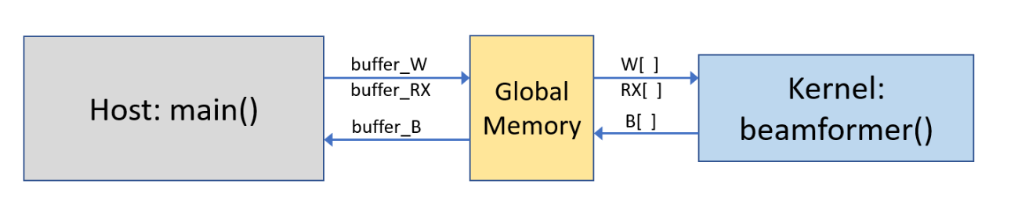 Host: main()
buffer_W
buffer_RX
buffer_B
Global
Memory
W[ ]
RX[ ]
B[ ]
Kernel:
beamformer()